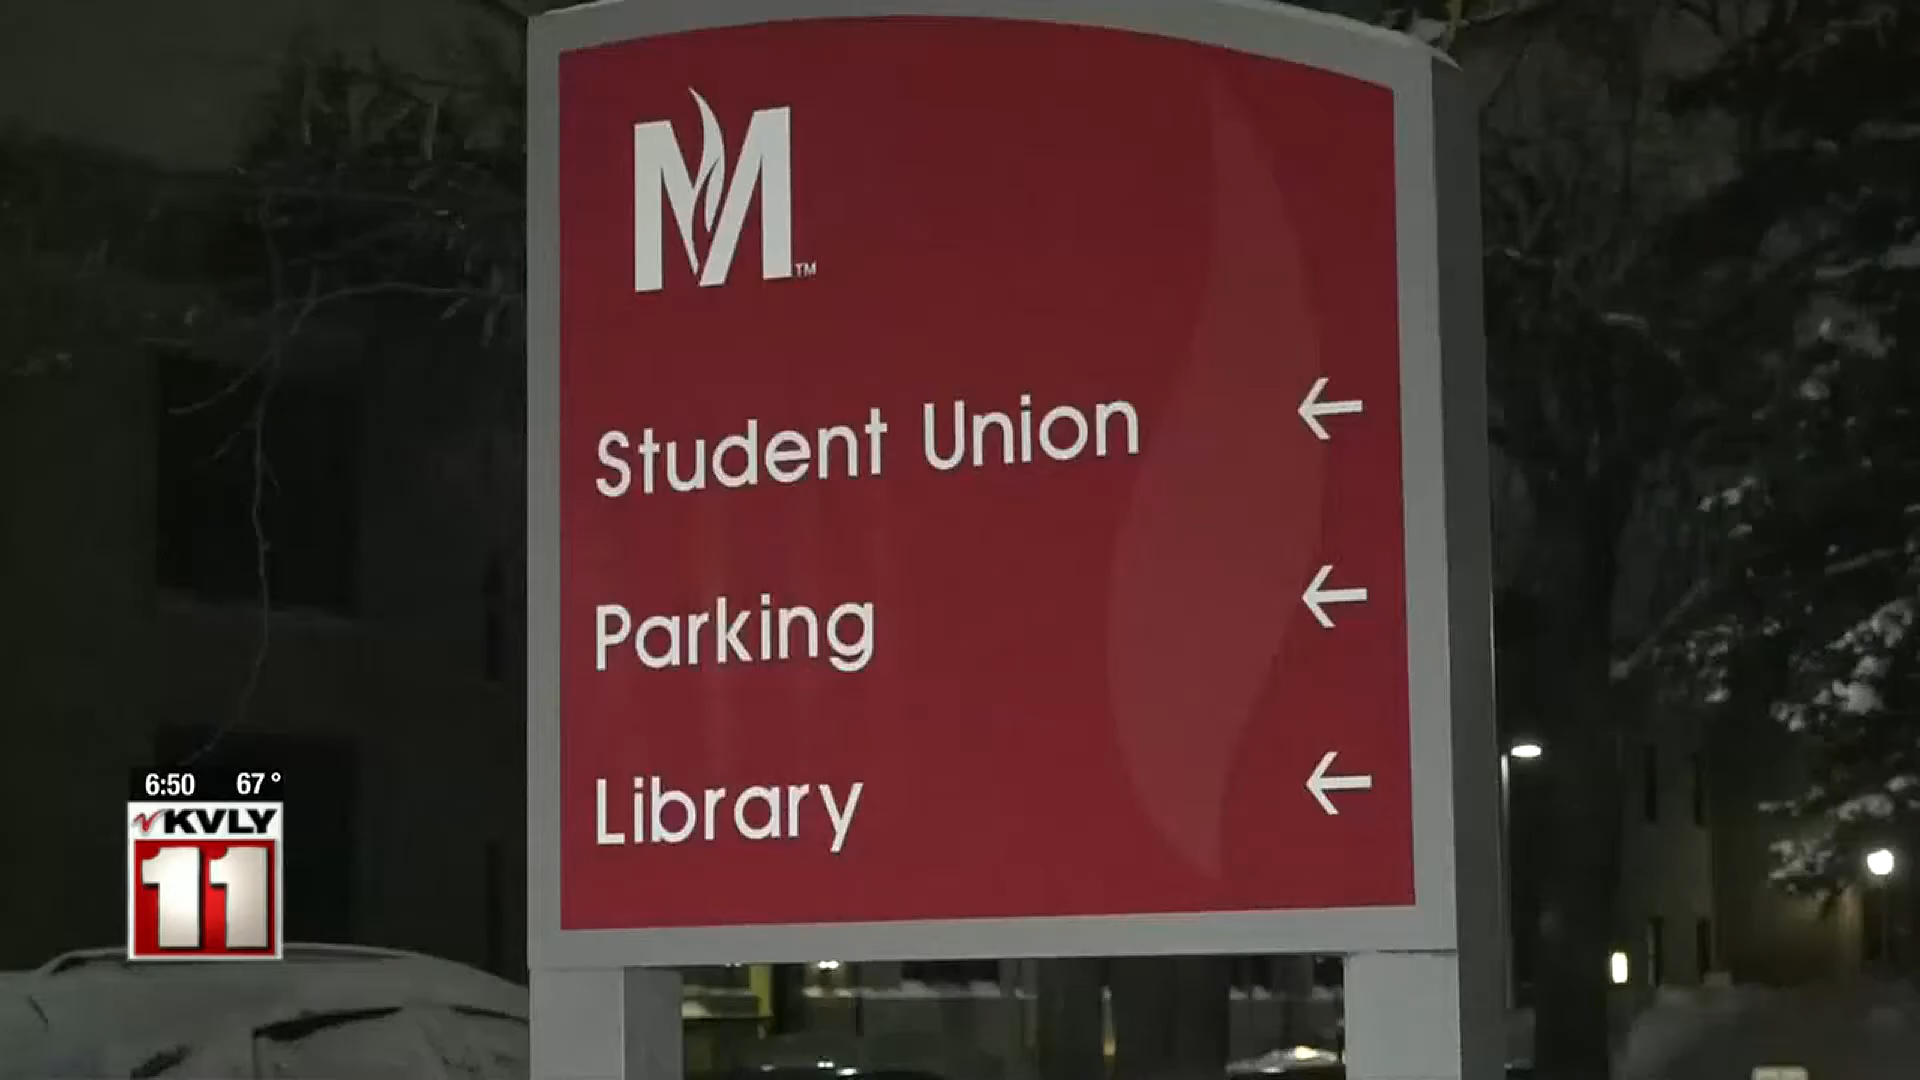 M™
Student Union ←
Parking ←
Library ←
6:50 67°
KVLY
11